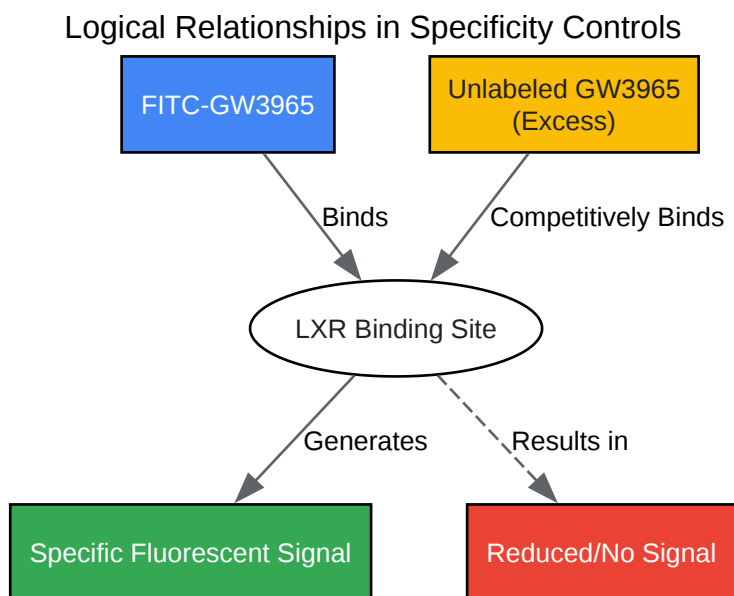 Logical Relationships in Specificity Controls
FITC-GW3965
Unlabeled GW3965
(Excess)
Binds
Competitively Binds
LXR Binding Site
Generates
Results in
Specific Fluorescent Signal
Reduced/No Signal